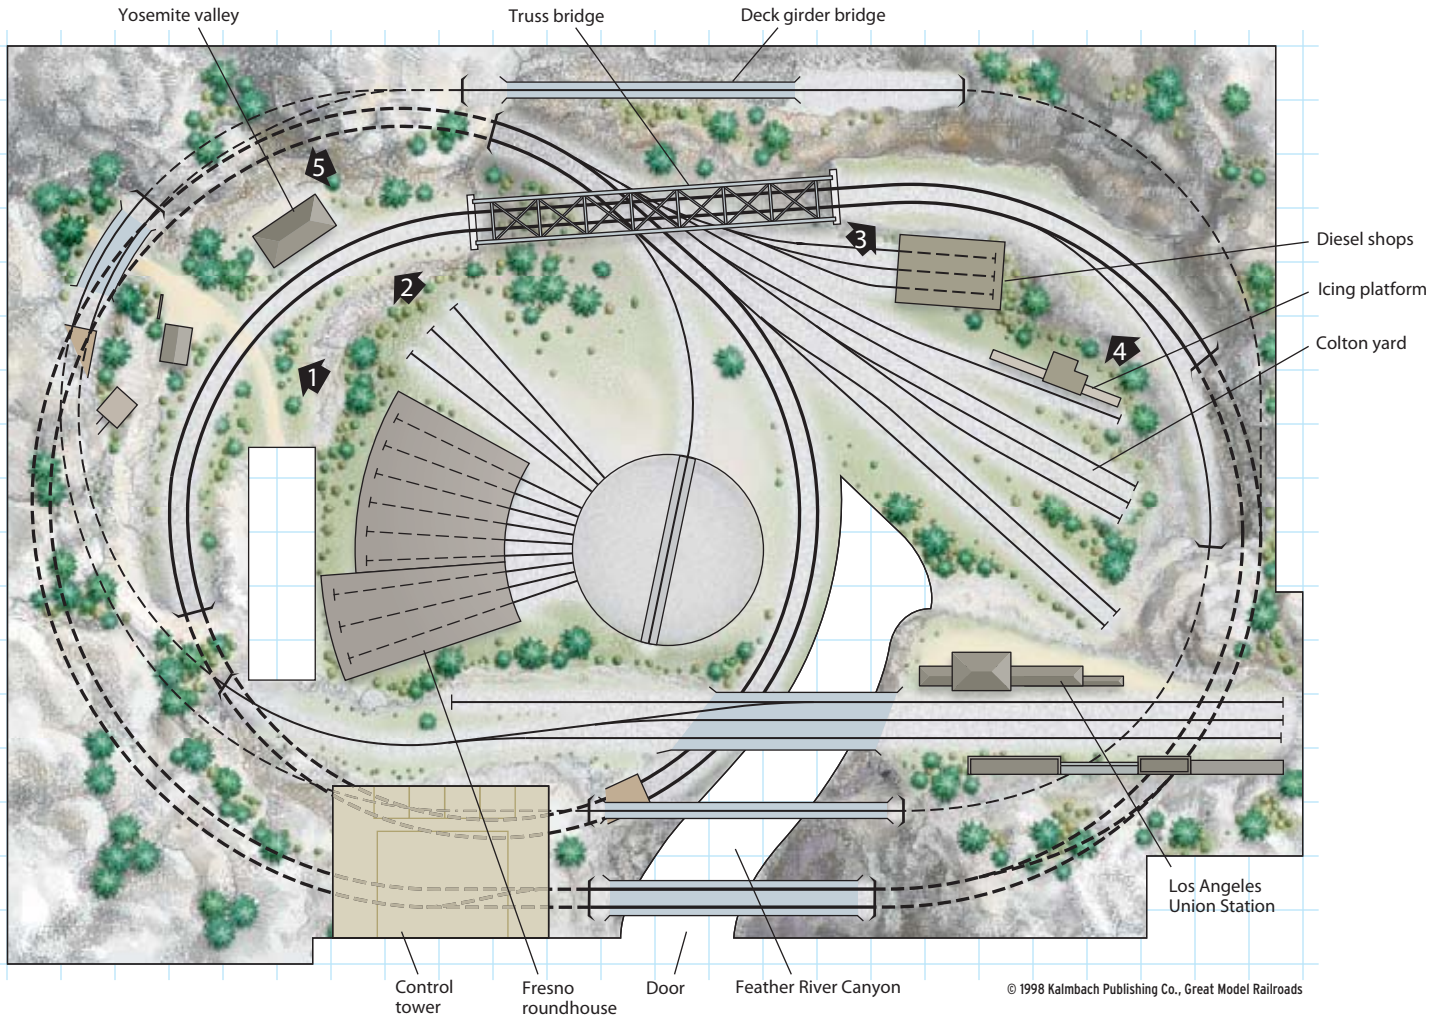 Yosemite valley
Truss bridge
Deck girder bridge
5
3
Diesel shops
2
Icing platform
Colton yard
4
1
Los Angeles
Union Station
Control
tower
Fresno
roundhouse
Door
Feather River Canyon
© 1998 Kalmbach Publishing Co., Great Model Railroads